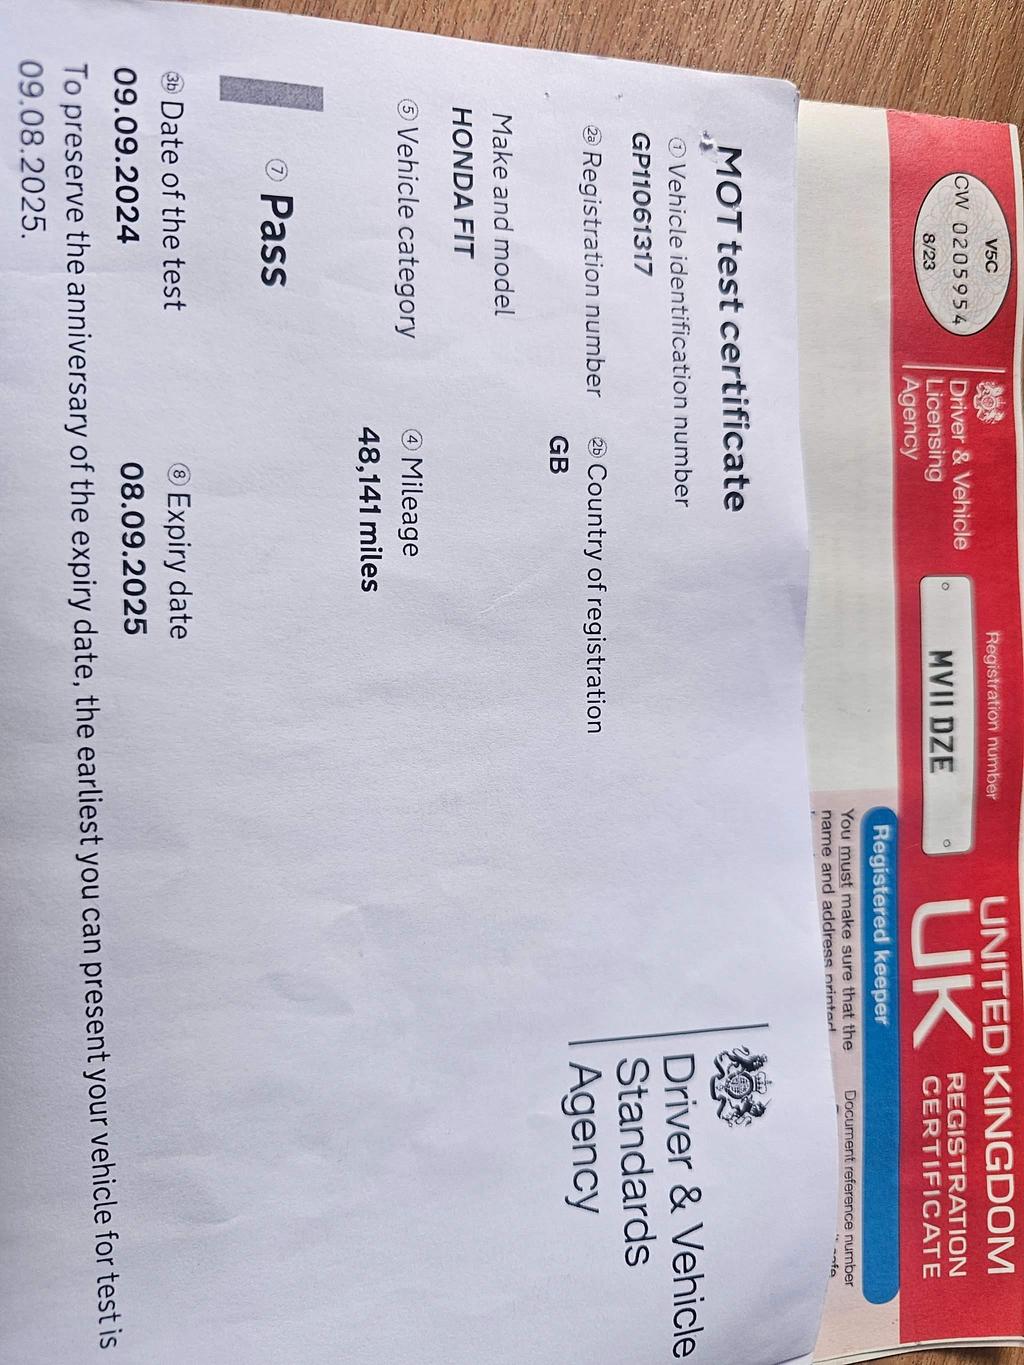 V5C
CW 0205954
8/23
Driver & Vehicle
Licensing
Agency
Registration number
MV11 DZE
UNITED KINGDOM
UK
REGISTRATION
CERTIFICATE
Registered keeper
You must make sure that the
name and address printed
Document reference number
MOT test certificate
Driver & Vehicle
Standards
Agency
1 Vehicle identification number
GP11061317
2a Registration number
2b Country of registration
GB
Make and model
HONDA FIT
5 Vehicle category
4 Mileage
48,141 miles
7 Pass
3b Date of the test
09.09.2024
8 Expiry date
08.09.2025
To preserve the anniversary of the expiry date, the earliest you can present your vehicle for test is
09.08.2025.